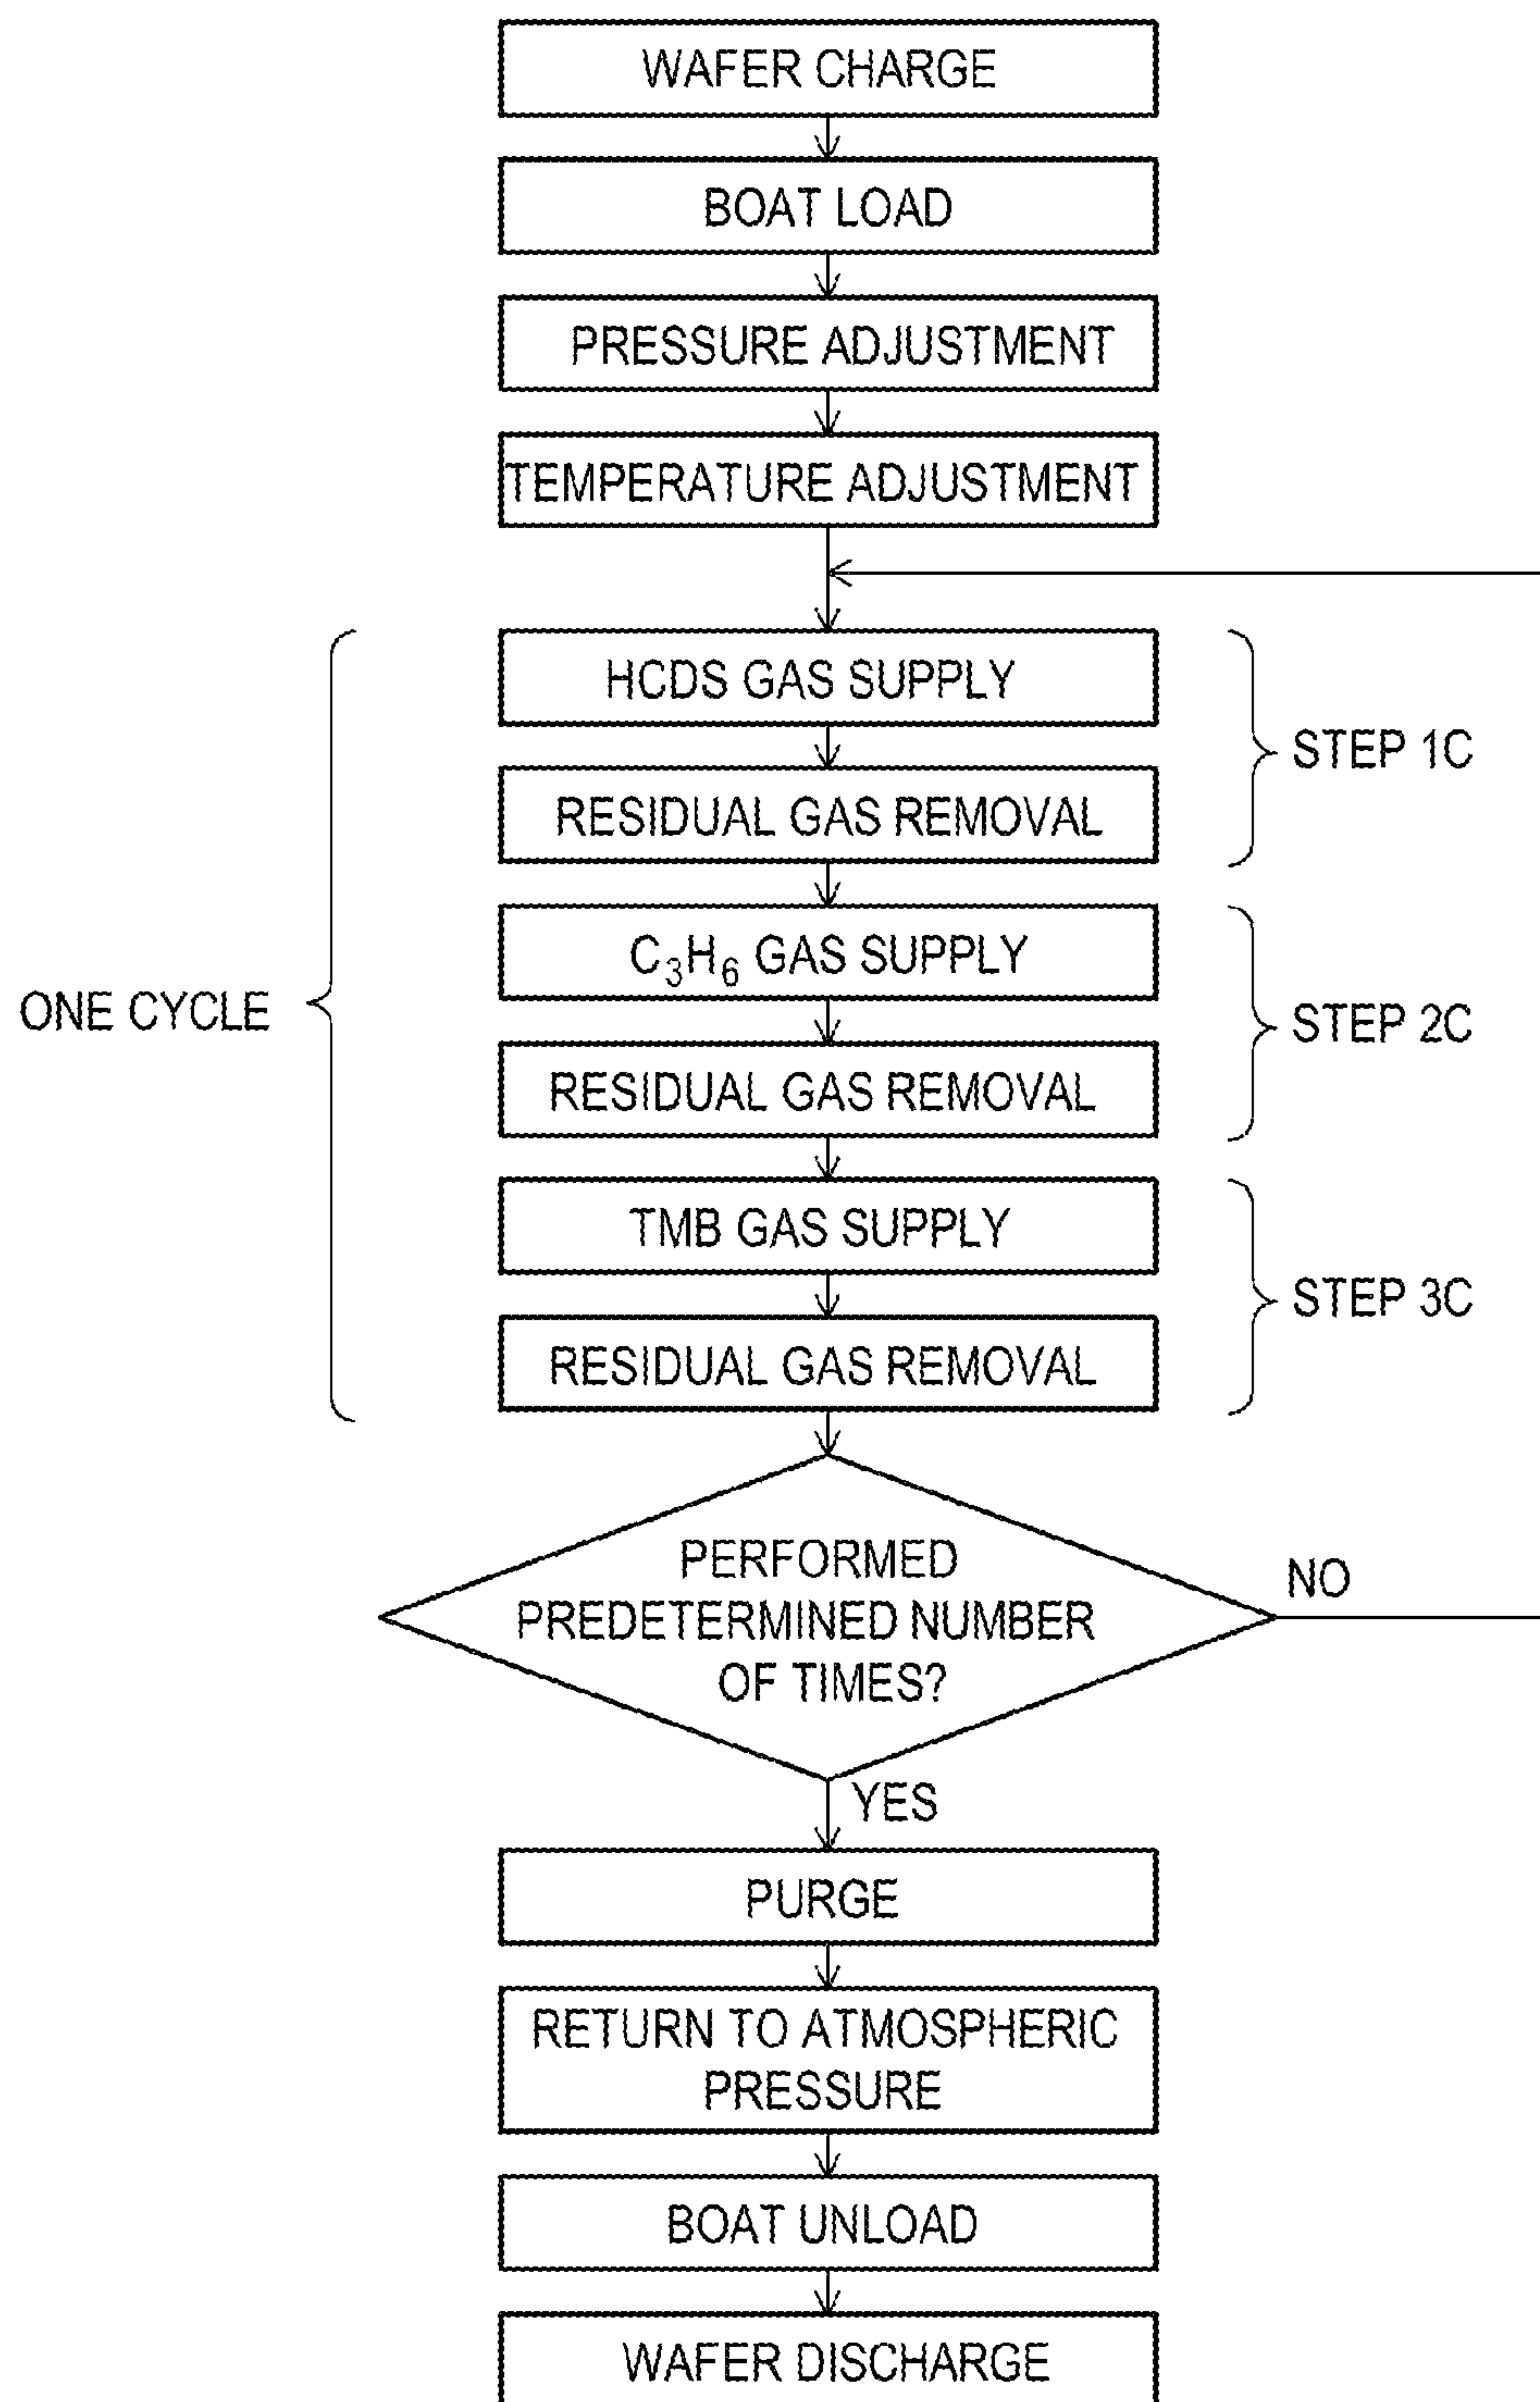 WAFER CHARGE
BOAT LOAD
PRESSURE ADJUSTMENT
TEMPERATURE ADJUSTMENT
HCDS GAS SUPPLY
RESIDUAL GAS REMOVAL
STEP 1C
C₃H₆ GAS SUPPLY
RESIDUAL GAS REMOVAL
STEP 2C
ONE CYCLE
TMB GAS SUPPLY
RESIDUAL GAS REMOVAL
STEP 3C
PERFORMED
PREDETERMINED NUMBER
OF TIMES?
NO
YES
PURGE
RETURN TO ATMOSPHERIC
PRESSURE
BOAT UNLOAD
WAFER DISCHARGE